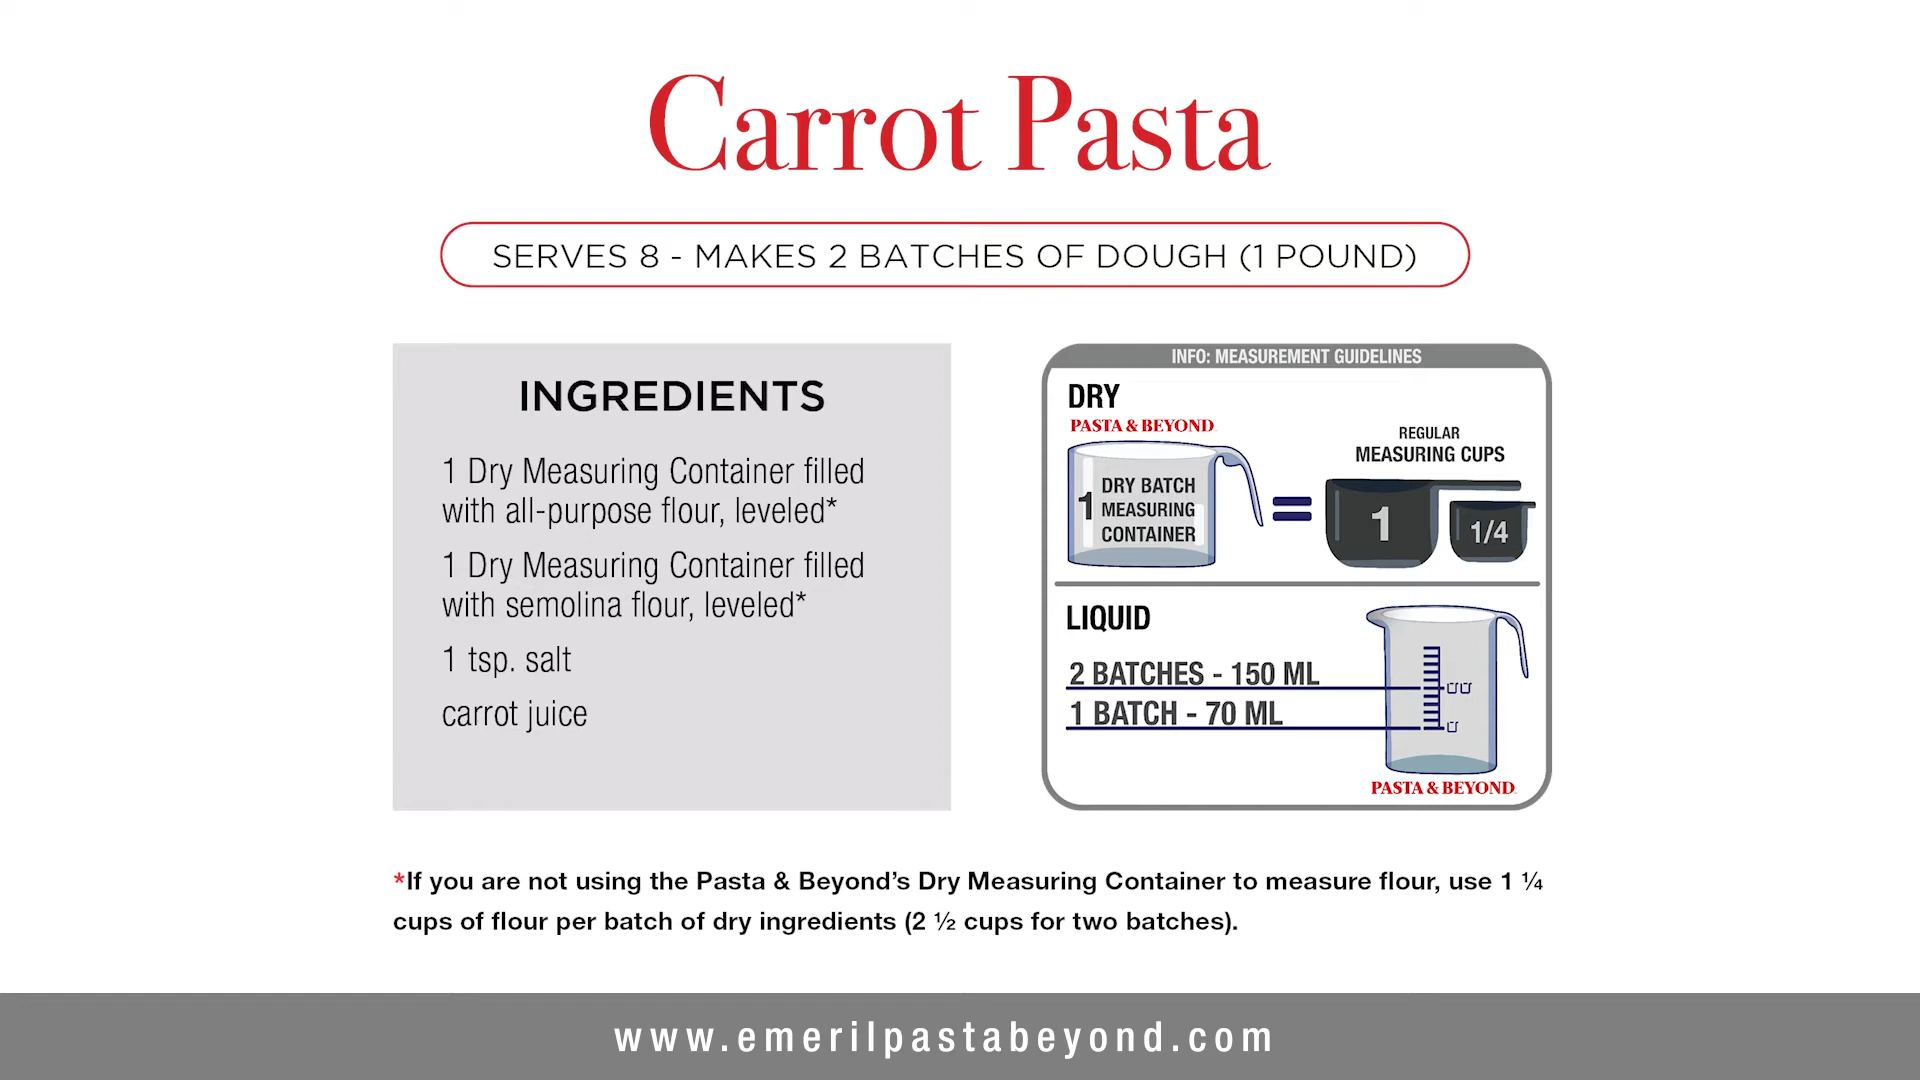 Carrot Pasta
SERVES 8 - MAKES 2 BATCHES OF DOUGH (1 POUND)
INGREDIENTS
1 Dry Measuring Container filled
with all-purpose flour, leveled*
1 Dry Measuring Container filled
with semolina flour, leveled*
1 tsp. salt
carrot juice
INFO: MEASUREMENT GUIDELINES
DRY
PASTA & BEYOND
1 DRY BATCH
MEASURING
CONTAINER
=
REGULAR
MEASURING CUPS
1
1/4
LIQUID
2 BATCHES - 150 ML
1 BATCH - 70 ML
PASTA & BEYOND
*If you are not using the Pasta & Beyond’s Dry Measuring Container to measure flour, use 1 ¼
cups of flour per batch of dry ingredients (2 ½ cups for two batches).
www.emerilpastabeyond.com